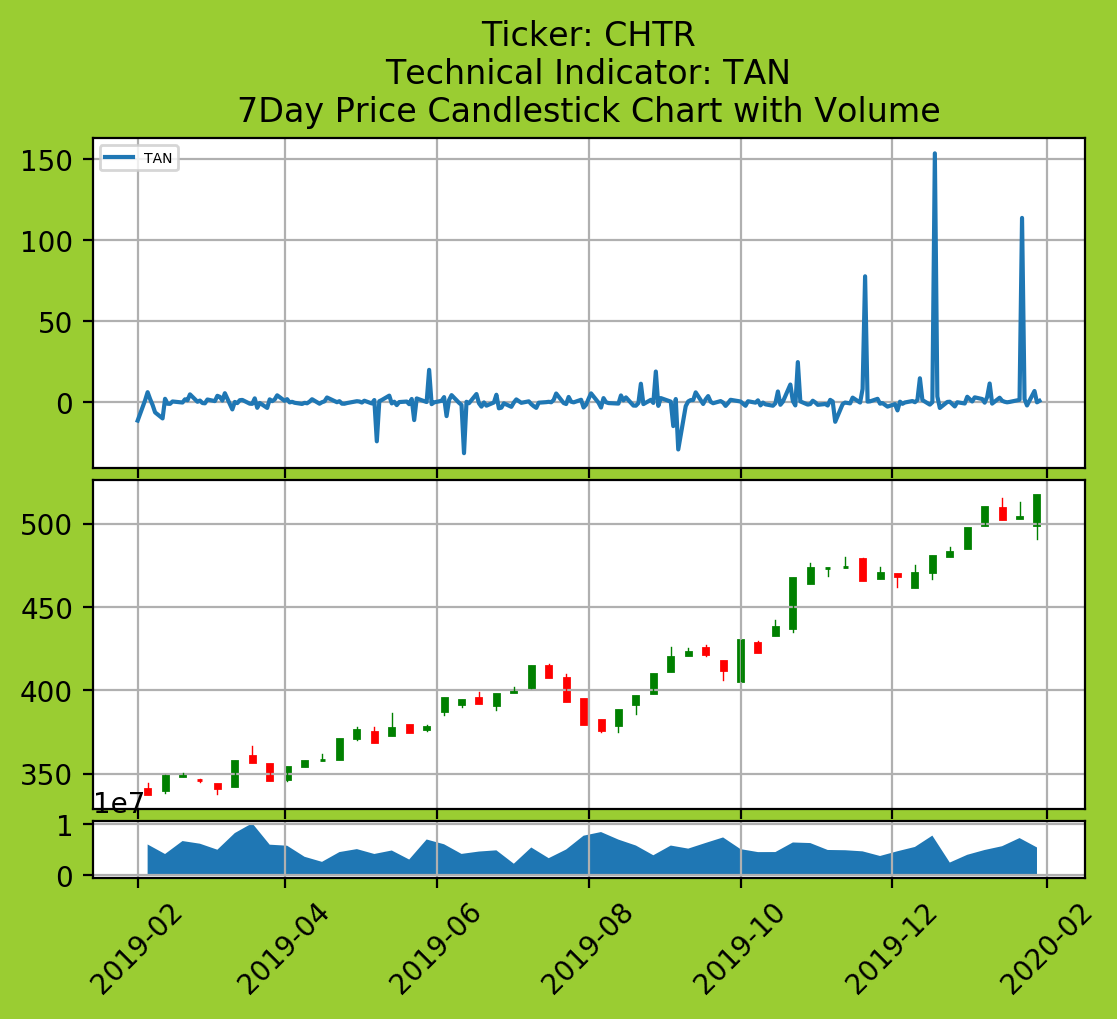 Ticker: CHTR
Technical Indicator: TAN
7Day Price Candlestick Chart with Volume
TAN
150
100
50
0
500
450
400
350
1e7
1
0
2019-02 2019-04 2019-06 2019-08 2019-10 2019-12 2020-02